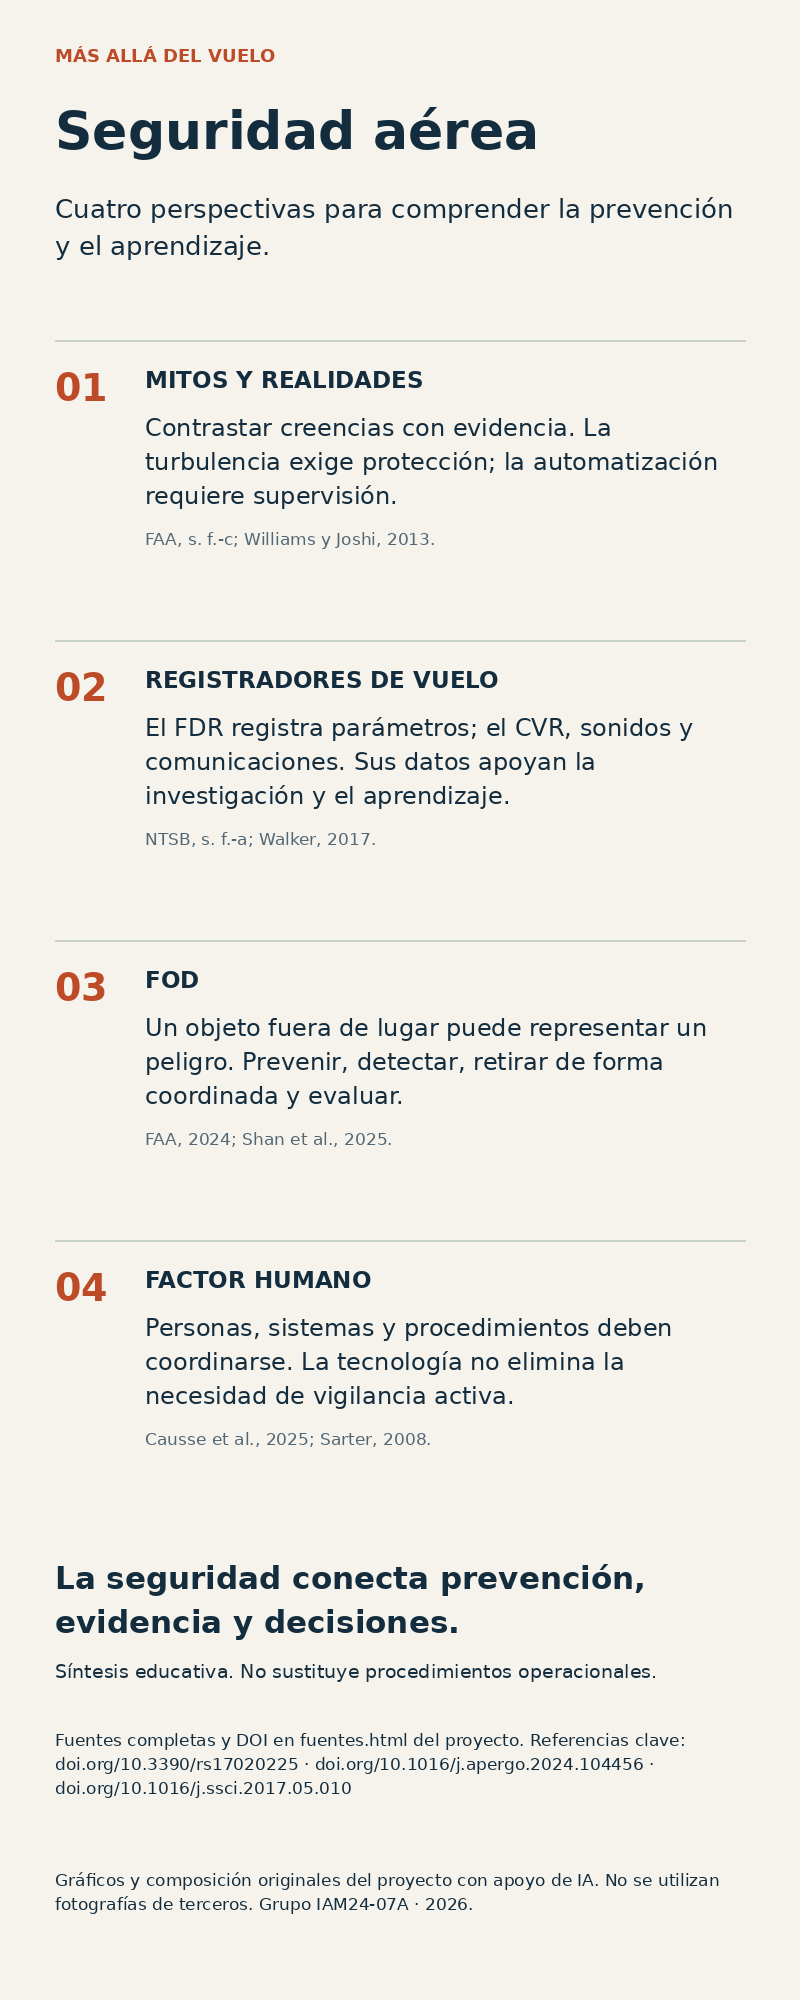 MÁS ALLÁ DEL VUELO
Seguridad aérea
Cuatro perspectivas para comprender la prevención
y el aprendizaje.
01
MITOS Y REALIDADES
Contrastar creencias con evidencia. La
turbulencia exige protección; la automatización
requiere supervisión.
FAA, s. f.-c; Williams y Joshi, 2013.
02
REGISTRADORES DE VUELO
El FDR registra parámetros; el CVR, sonidos y
comunicaciones. Sus datos apoyan la
investigación y el aprendizaje.
NTSB, s. f.-a; Walker, 2017.
03
FOD
Un objeto fuera de lugar puede representar un
peligro. Prevenir, detectar, retirar de forma
coordinada y evaluar.
FAA, 2024; Shan et al., 2025.
04
FACTOR HUMANO
Personas, sistemas y procedimientos deben
coordinarse. La tecnología no elimina la
necesidad de vigilancia activa.
Causse et al., 2025; Sarter, 2008.
La seguridad conecta prevención,
evidencia y decisiones.
Síntesis educativa. No sustituye procedimientos operacionales.
Fuentes completas y DOI en fuentes.html del proyecto. Referencias clave:
doi.org/10.3390/rs17020225 · doi.org/10.1016/j.apergo.2024.104456 ·
doi.org/10.1016/j.ssci.2017.05.010
Gráficos y composición originales del proyecto con apoyo de IA. No se utilizan
fotografías de terceros. Grupo IAM24-07A · 2026.